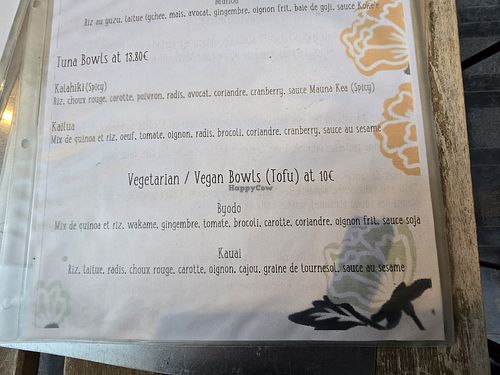 Riz au yuzu, laitue lychee, mais, avocat, gingembre, oignon frit, baie de goji, sauce Koke'e
Tuna Bowls at 13.80€
Kalahiki (Spicy)
Riz, chou rouge, carotte, poivron, radis, avocat, coriandre, cranberry, sauce Mauna Kea (Spicy)
Kailua
Mix de quinoa et riz, oeuf, tomate, oignon, radis, brocoli, coriandre, cranberry, sauce au sesame
Vegetarian / Vegan Bowls (Tofu) at 10€
HappyCow
Byodo
Mix de quinoa et riz, wakame, gingembre, tomate, brocoli, carotte, coriandre, oignon frit, sauce soja
Kauai
Riz, laitue, radis, choux rouge, carotte, oignon, cajou, graine de tournesol, sauce au sesame